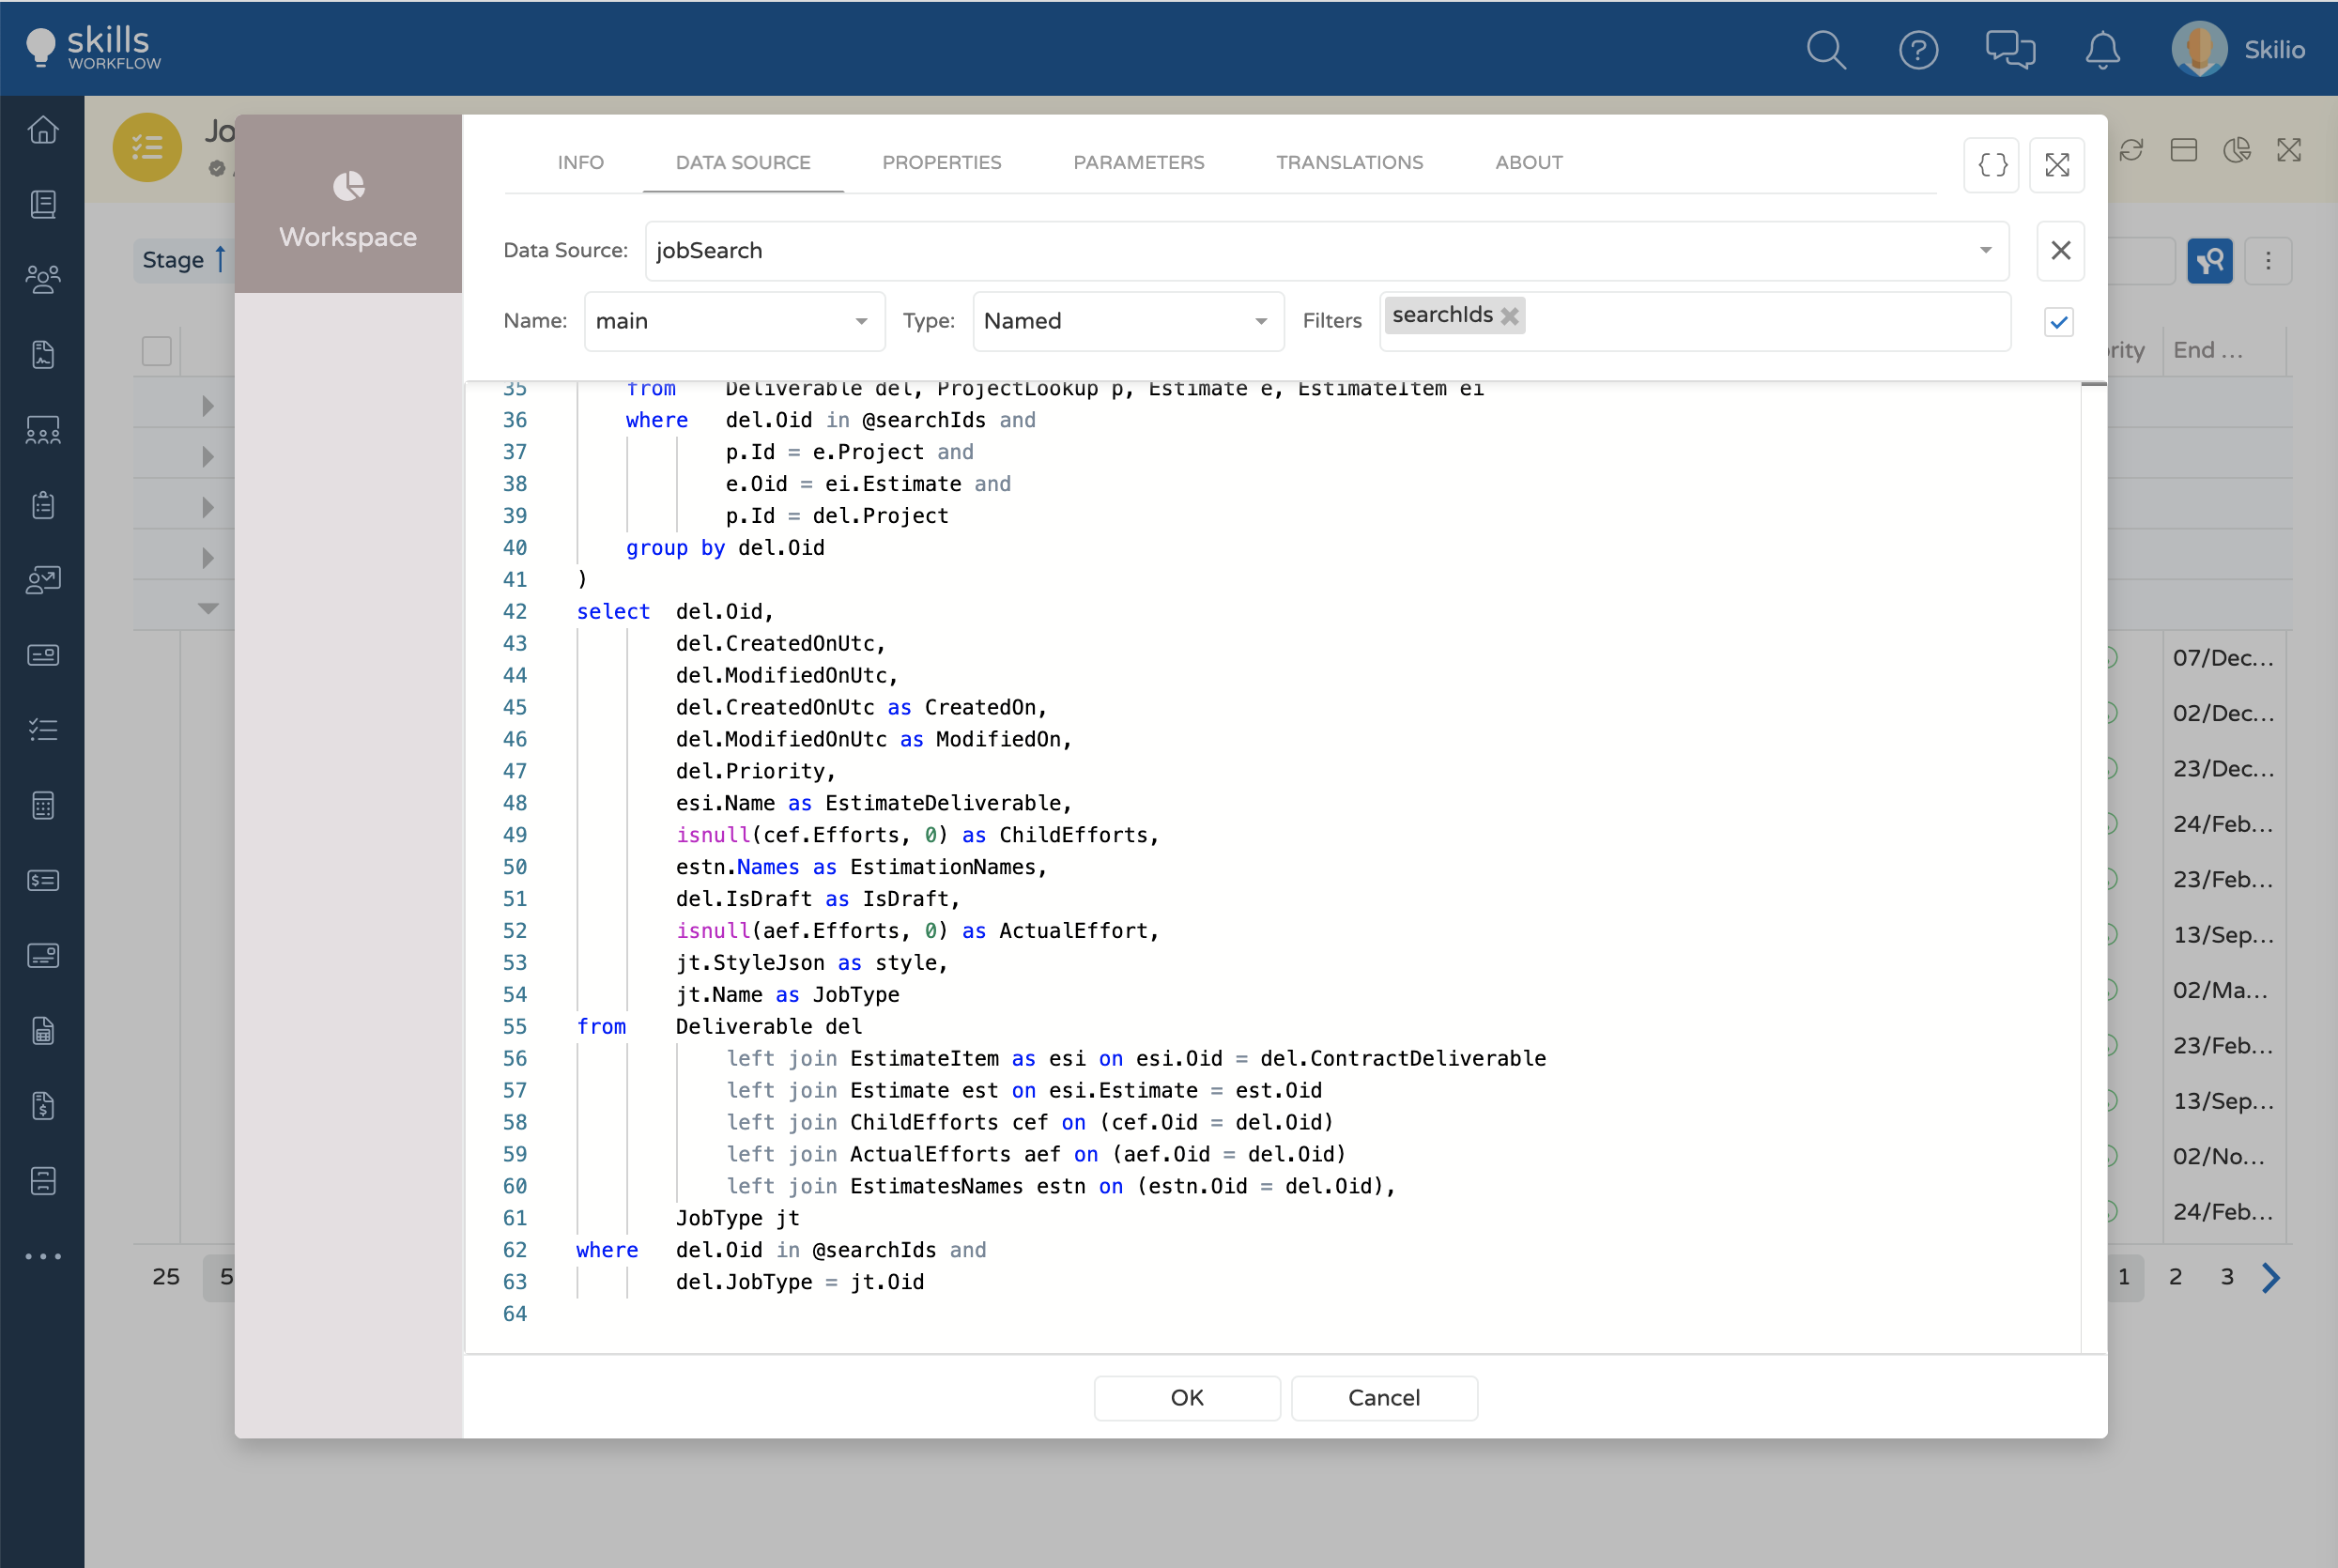 skills
WORKFLOW
Skilio
Jo
INFO DATA SOURCE PROPERTIES PARAMETERS TRANSLATIONS ABOUT
Workspace
Data Source: jobSearch
Stage
Name: main Type: Named Filters searchIds
rity End ...
35 from Deliverable del, ProjectLookup p, Estimate e, EstimateItem ei
36 where del.Oid in @searchIds and
37 p.Id = e.Project and
38 e.Oid = ei.Estimate and
39 p.Id = del.Project
40 group by del.Oid
41 )
42 select del.Oid,
43 del.CreatedOnUtc,
44 del.ModifiedOnUtc,
45 del.CreatedOnUtc as CreatedOn,
46 del.ModifiedOnUtc as ModifiedOn,
47 del.Priority,
48 esi.Name as EstimateDeliverable,
49 isnull(cef.Efforts, 0) as ChildEfforts,
50 estn.Names as EstimationNames,
51 del.IsDraft as IsDraft,
52 isnull(aef.Efforts, 0) as ActualEffort,
53 jt.StyleJson as style,
54 jt.Name as JobType
55 from Deliverable del
56 left join EstimateItem as esi on esi.Oid = del.ContractDeliverable
57 left join Estimate est on esi.Estimate = est.Oid
58 left join ChildEfforts cef on (cef.Oid = del.Oid)
59 left join ActualEfforts aef on (aef.Oid = del.Oid)
60 left join EstimatesNames estn on (estn.Oid = del.Oid),
61 JobType jt
62 where del.Oid in @searchIds and
63 del.JobType = jt.Oid
64
07/Dec...
02/Dec...
23/Dec...
24/Feb...
23/Feb...
13/Sep...
02/Ma...
23/Feb...
13/Sep...
02/No...
24/Feb...
25 5
1 2 3
OK Cancel